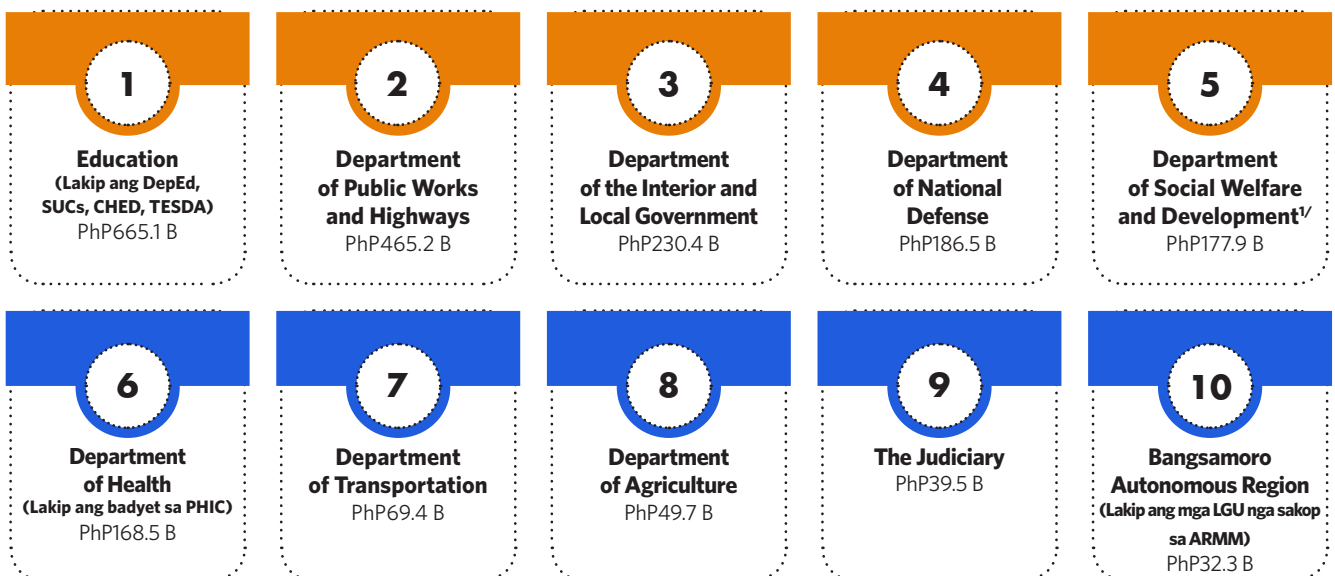 1
Education
(Lakip ang DepEd,
SUCs, CHED, TESDA)
PhP665.1 B
2
Department
of Public Works
and Highways
PhP465.2 B
3
Department
of the Interior and
Local Government
PhP230.4 B
4
Department
of National
Defense
PhP186.5 B
5
Department
of Social Welfare
and Development1/
PhP177.9 B
6
Department
of Health
(Lakip ang badyet sa PHIC)
PhP168.5 B
7
Department
of Transportation
PhP69.4 B
8
Department
of Agriculture
PhP49.7 B
9
The Judiciary
PhP39.5 B
10
Bangsamoro
Autonomous Region
(Lakip ang mga LGU nga sakop
sa ARMM)
PhP32.3 B